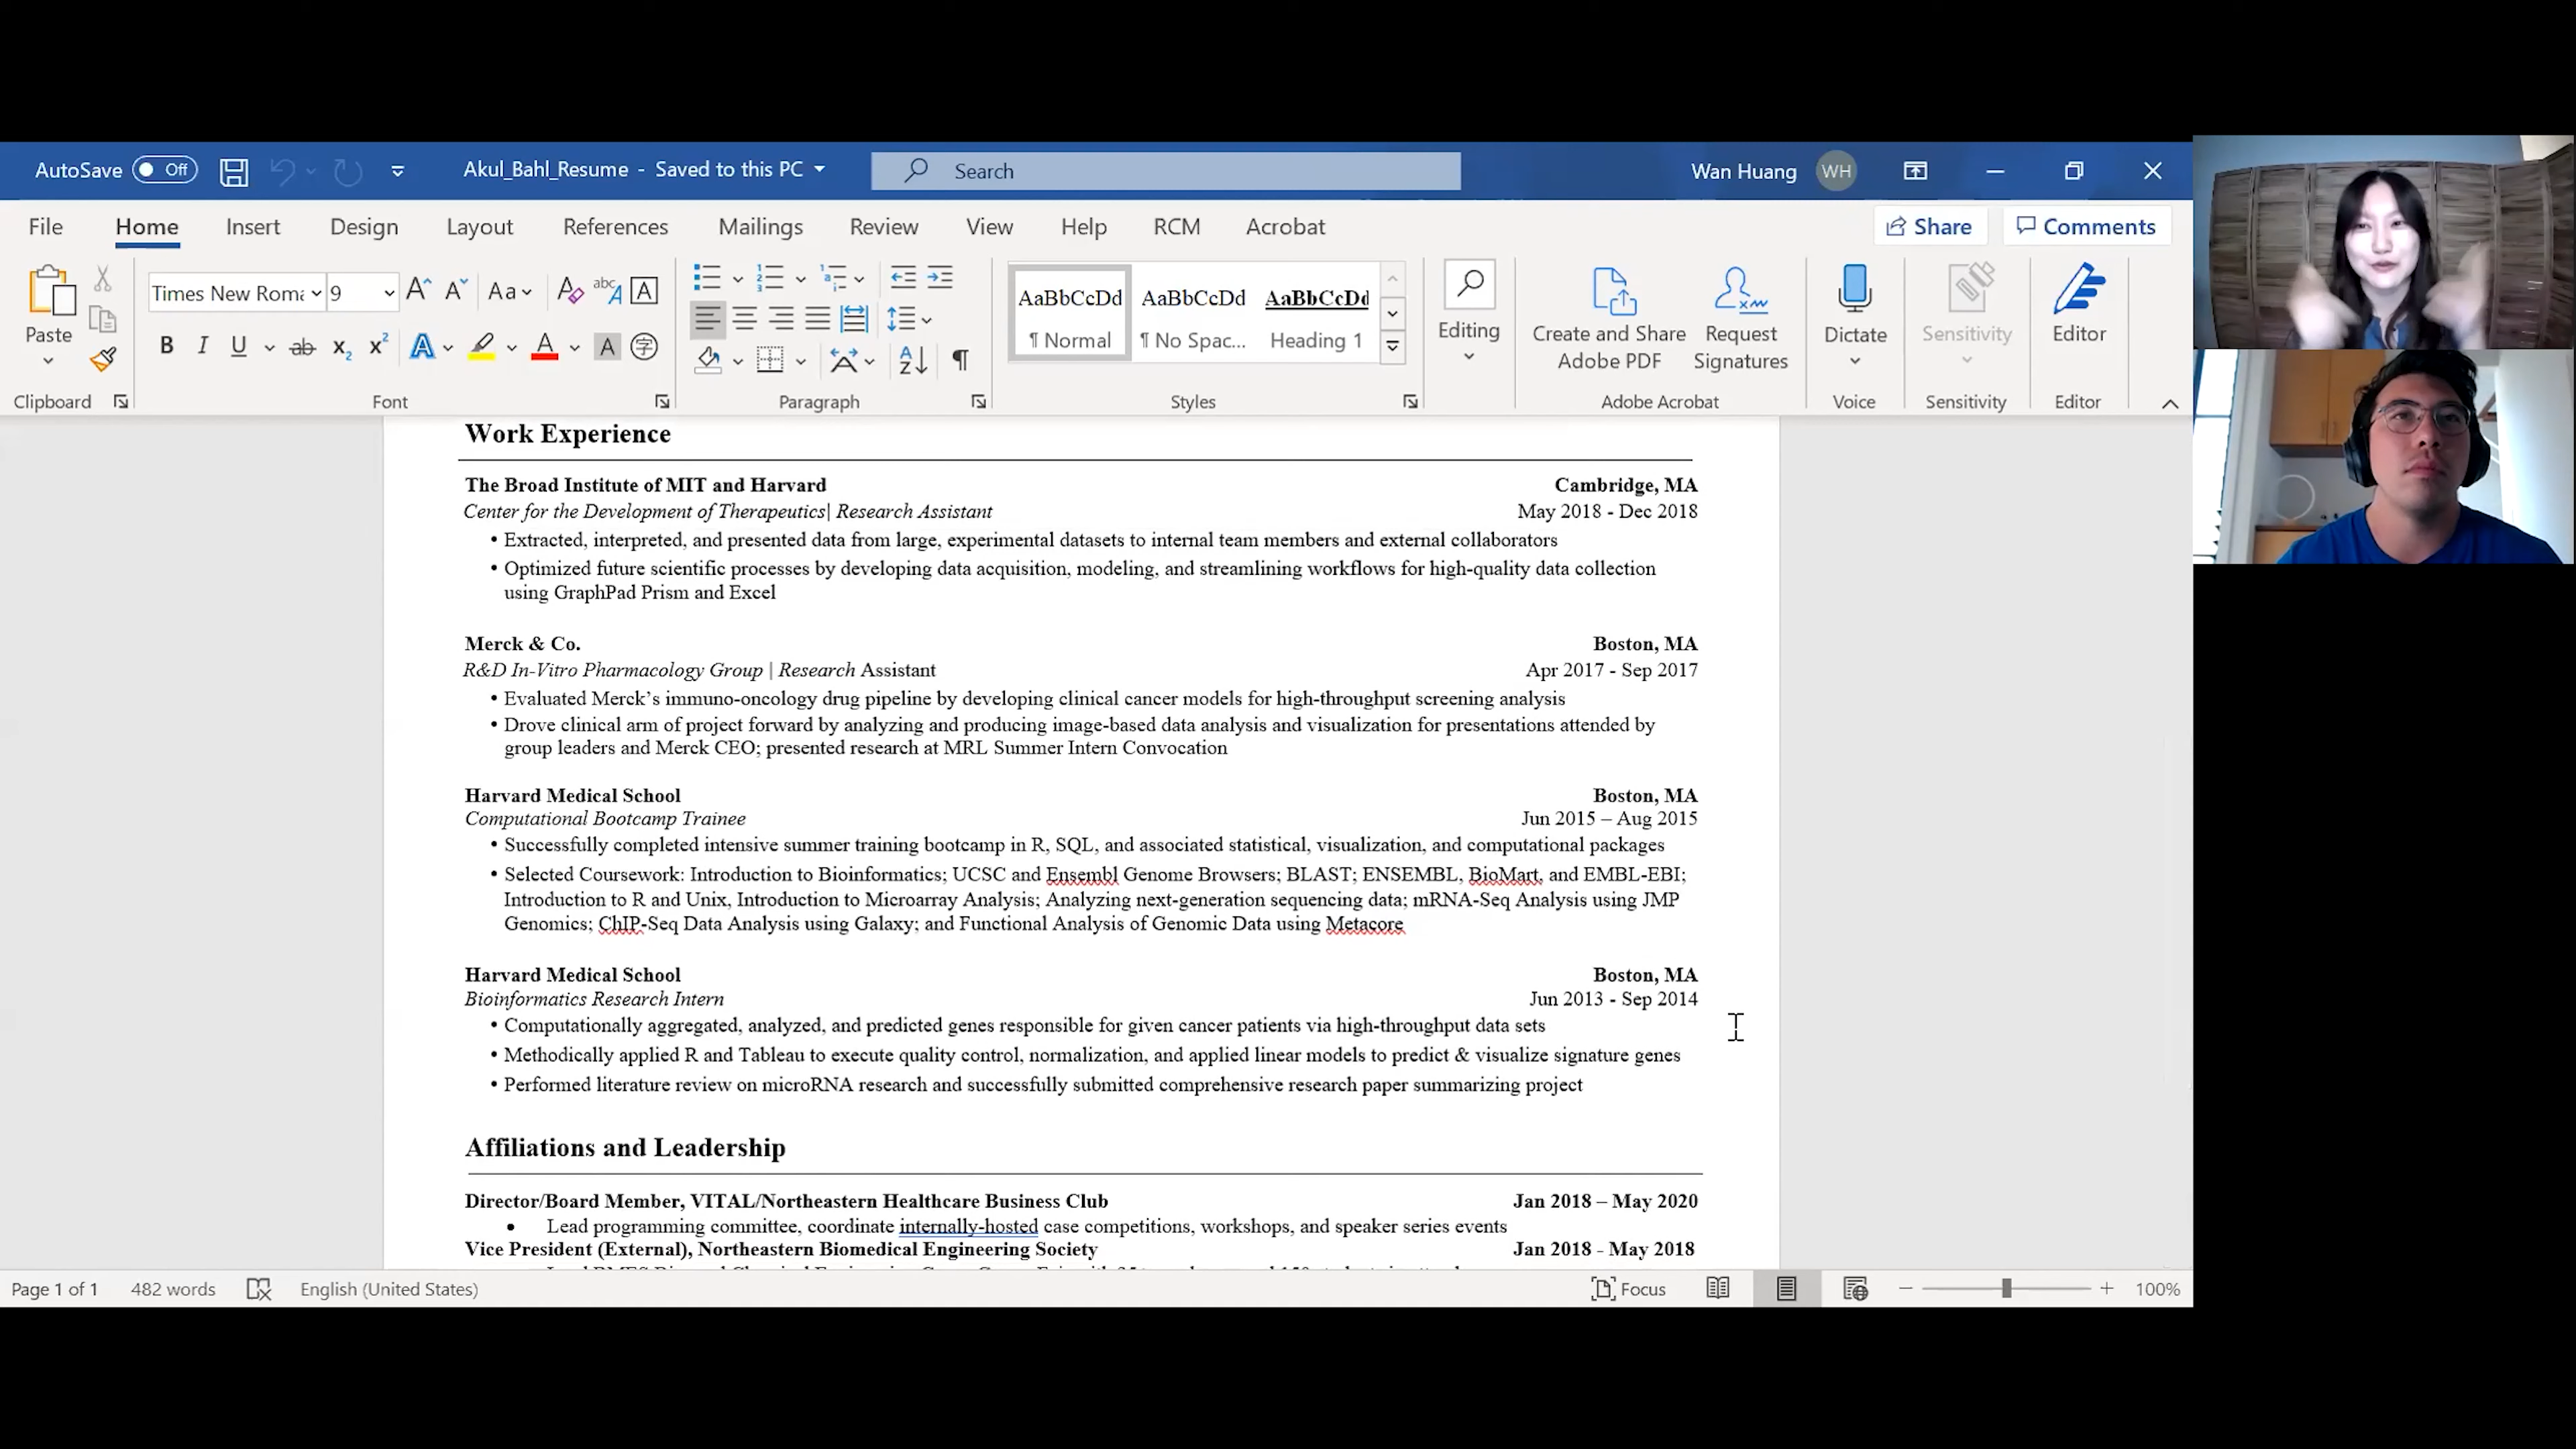 AutoSave Off Akul_Bahl_Resume - Saved to this PC Search Wan Huang WH
File Home Insert Design Layout References Mailings Review View Help RCM Acrobat Share Comments
Times New Roma 9 Aa abc A
Paste B I U ab x2 x2 A A A 字 AZ ¶
AaBbCcDd AaBbCcDd AaBbCcDd
¶ Normal ¶ No Spac... Heading 1
Editing
Create and Share Adobe PDF
Request Signatures
Dictate
Sensitivity
Editor
Clipboard Font Paragraph Styles Adobe Acrobat Voice Sensitivity Editor
Work Experience
The Broad Institute of MIT and Harvard Cambridge, MA
Center for the Development of Therapeutics| Research Assistant May 2018 - Dec 2018
• Extracted, interpreted, and presented data from large, experimental datasets to internal team members and external collaborators
• Optimized future scientific processes by developing data acquisition, modeling, and streamlining workflows for high-quality data collection
using GraphPad Prism and Excel
Merck & Co. Boston, MA
R&D In-Vitro Pharmacology Group | Research Assistant Apr 2017 - Sep 2017
• Evaluated Merck’s immuno-oncology drug pipeline by developing clinical cancer models for high-throughput screening analysis
• Drove clinical arm of project forward by analyzing and producing image-based data analysis and visualization for presentations attended by
group leaders and Merck CEO; presented research at MRL Summer Intern Convocation
Harvard Medical School Boston, MA
Computational Bootcamp Trainee Jun 2015 – Aug 2015
• Successfully completed intensive summer training bootcamp in R, SQL, and associated statistical, visualization, and computational packages
• Selected Coursework: Introduction to Bioinformatics; UCSC and Ensembl Genome Browsers; BLAST; ENSEMBL, BioMart, and EMBL-EBI;
Introduction to R and Unix, Introduction to Microarray Analysis; Analyzing next-generation sequencing data; mRNA-Seq Analysis using JMP
Genomics; ChIP-Seq Data Analysis using Galaxy; and Functional Analysis of Genomic Data using Metacore
Harvard Medical School Boston, MA
Bioinformatics Research Intern Jun 2013 - Sep 2014
• Computationally aggregated, analyzed, and predicted genes responsible for given cancer patients via high-throughput data sets
• Methodically applied R and Tableau to execute quality control, normalization, and applied linear models to predict & visualize signature genes
• Performed literature review on microRNA research and successfully submitted comprehensive research paper summarizing project
Affiliations and Leadership
Director/Board Member, VITAL/Northeastern Healthcare Business Club Jan 2018 – May 2020
• Lead programming committee, coordinate internally-hosted case competitions, workshops, and speaker series events
Vice President (External), Northeastern Biomedical Engineering Society Jan 2018 - May 2018
Page 1 of 1 482 words English (United States) Focus 100%